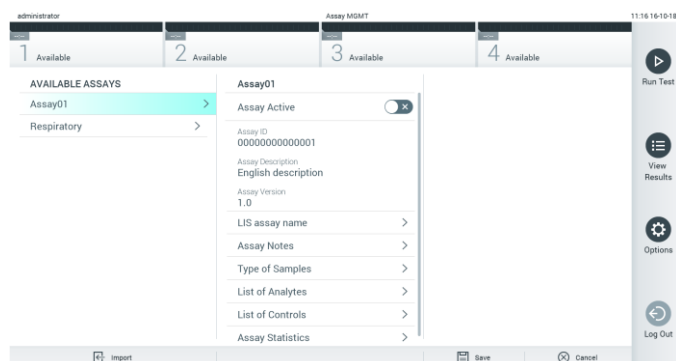 administrator
Assay MGMT
11:16 16-10-18
1 Available
2 Available
3 Available
4 Available
AVAILABLE ASSAYS
Assay01
Respiratory
Assay01
Assay Active
Assay ID
00000000000001
Assay Description
English description
Assay Version
1.0
LIS assay name
Assay Notes
Type of Samples
List of Analytes
List of Controls
Assay Statistics
Run Test
View
Results
Options
Log Out
Import
Save
Cancel